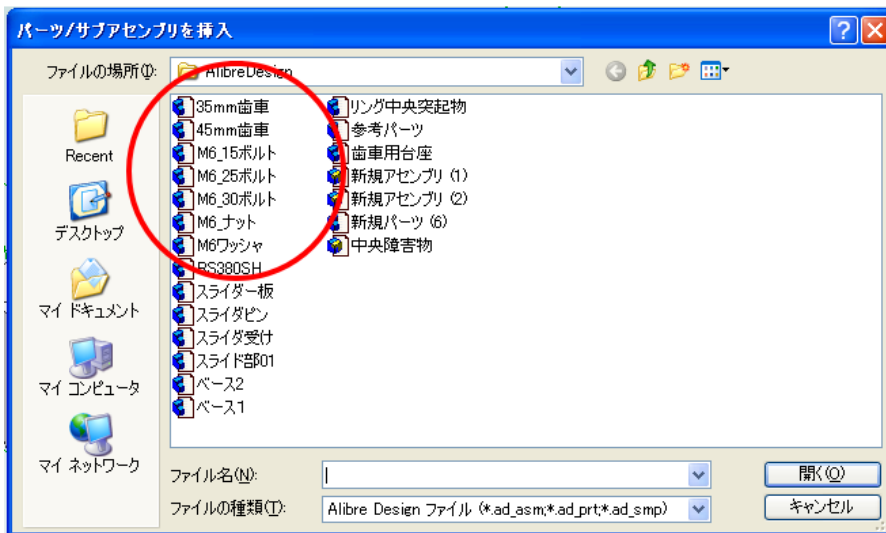 パーツ/サブアセンブリを挿入
ファイルの場所(I):
AlibreDesign
Recent
デスクトップ
マイ ドキュメント
マイ コンピュータ
マイ ネットワーク
35mm歯車
45mm歯車
M6_15ボルト
M6_25ボルト
M6_30ボルト
M6_ナット
M6ワッシャ
RS380SH
スライダー板
スライダピン
スライダ受け
スライド部01
ベース2
ベース1
リング中央突起物
参考パーツ
歯車用台座
新規アセンブリ (1)
新規アセンブリ (2)
新規パーツ (6)
中央障害物
ファイル名(N):
開く(O)
ファイルの種類(T):
Alibre Design ファイル (*.ad_asm;*.ad_prt;*.ad_smp)
キャンセル